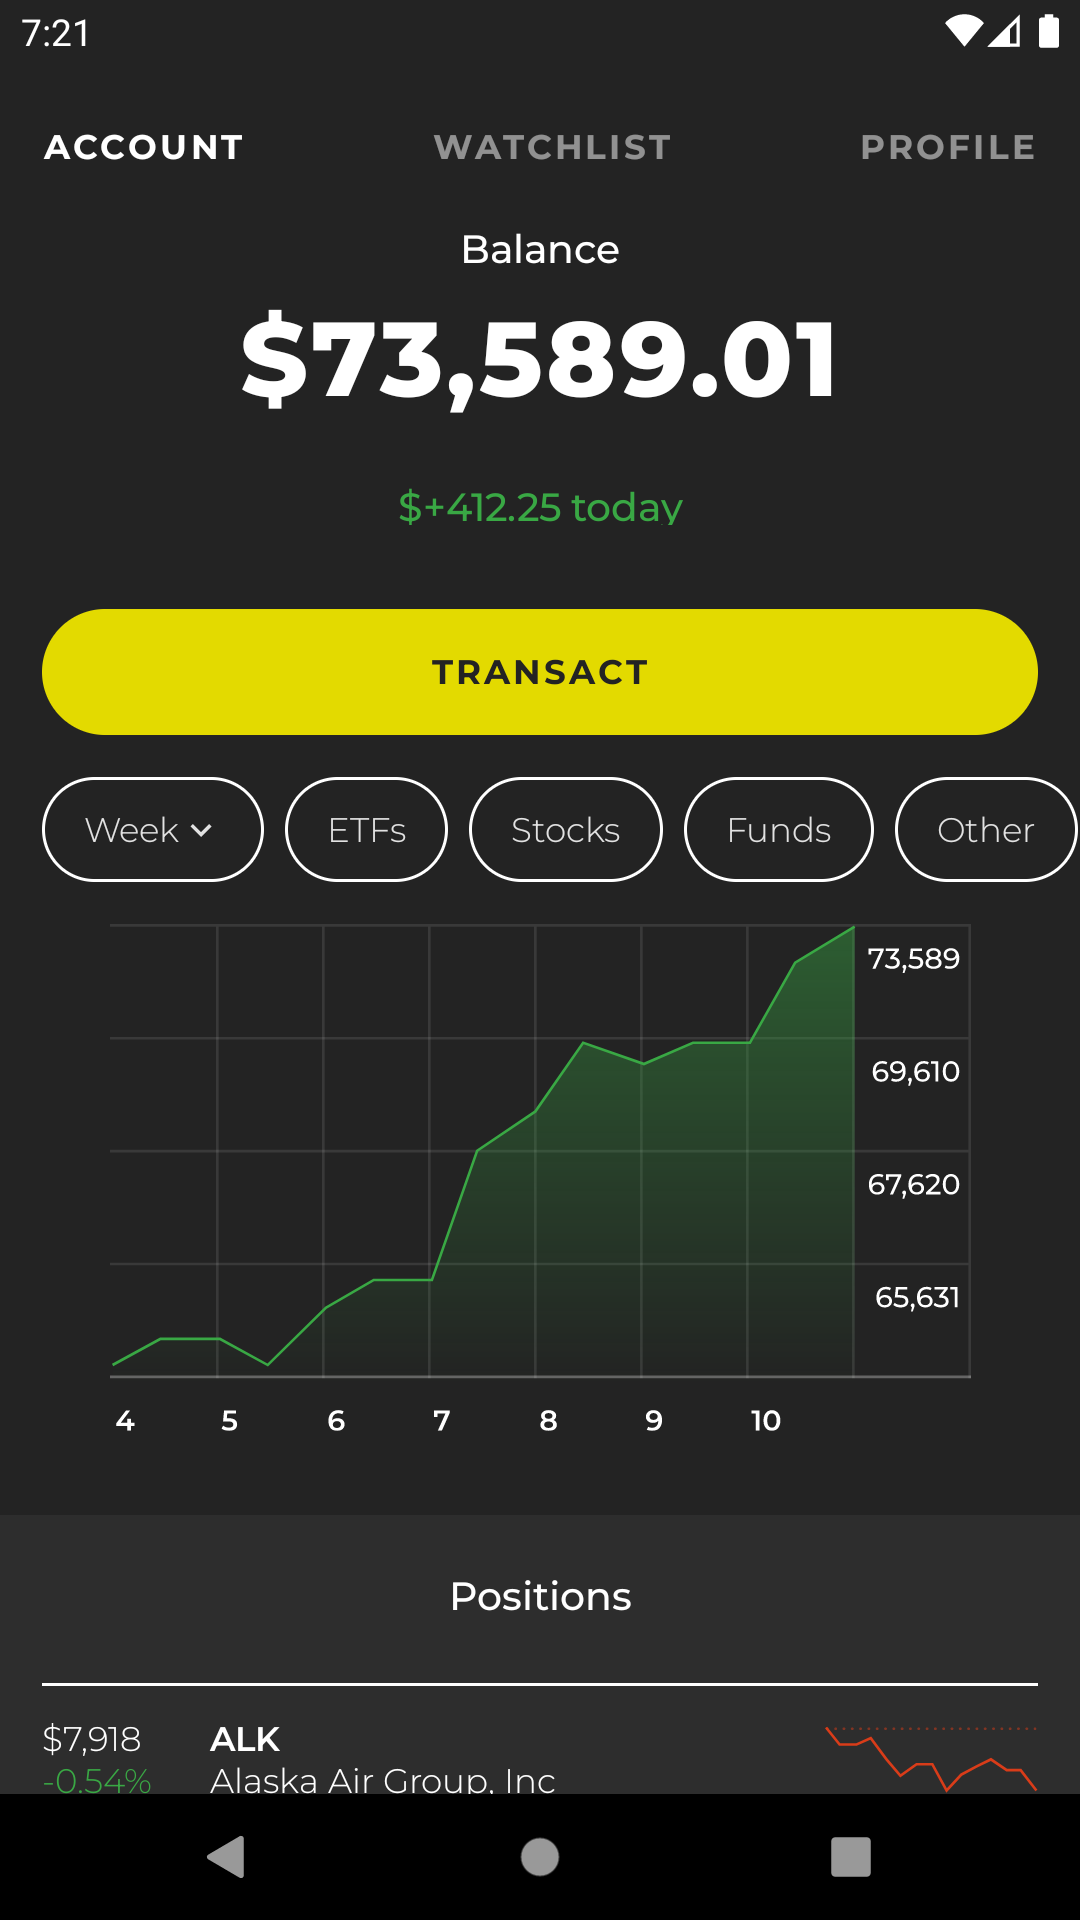 7:21
ACCOUNT WATCHLIST PROFILE
Balance
$73,589.01
$+412.25 today
TRANSACT
Week ETFs Stocks Funds Other
73,589
69,610
67,620
65,631
4 5 6 7 8 9 10
Positions
$7,918 ALK
-0.54% Alaska Air Group, Inc